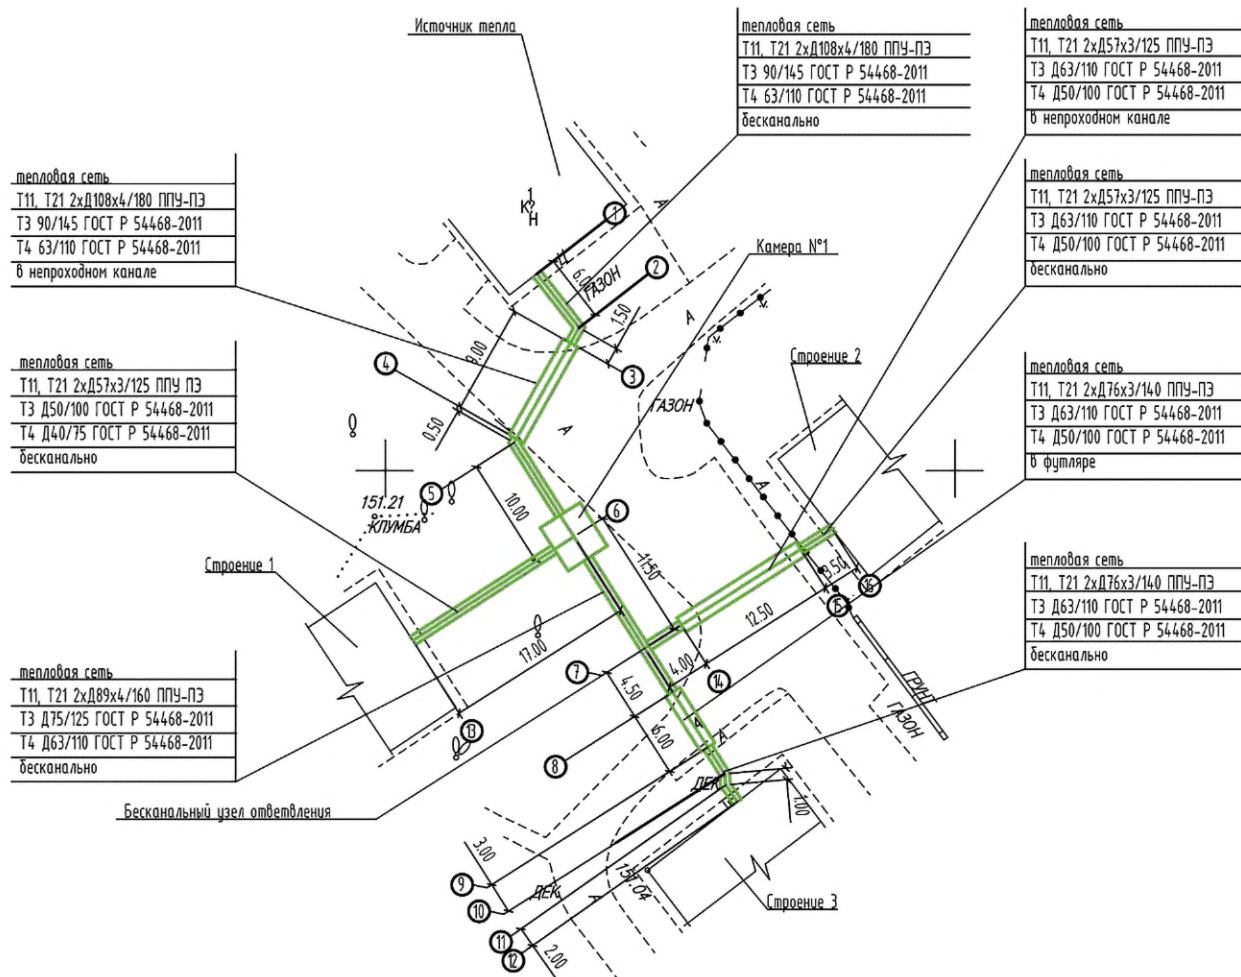 Источник тепла
тепловая сеть
Т11, Т21 2хД108х4/180 ППУ-ПЭ
Т3 90/145 ГОСТ Р 54468-2011
Т4 63/110 ГОСТ Р 54468-2011
бесканально
тепловая сеть
Т11, Т21 2хД57х3/125 ППУ-ПЭ
Т3 Д63/110 ГОСТ Р 54468-2011
Т4 Д50/100 ГОСТ Р 54468-2011
в непроходном канале
тепловая сеть
Т11, Т21 2хД108х4/180 ППУ-ПЭ
Т3 90/145 ГОСТ Р 54468-2011
Т4 63/110 ГОСТ Р 54468-2011
в непроходном канале
тепловая сеть
Т11, Т21 2хД57х3/125 ППУ-ПЭ
Т3 Д63/110 ГОСТ Р 54468-2011
Т4 Д50/100 ГОСТ Р 54468-2011
бесканально
1
К?
Н
1
А
Камера №1
2
6.00
ГАЗОН
1.50
А
3
4
9.00
0.50
Строение 2
ГАЗОН
А
тепловая сеть
Т11, Т21 2хД57х3/125 ППУ ПЭ
Т3 Д50/100 ГОСТ Р 54468-2011
Т4 Д40/75 ГОСТ Р 54468-2011
бесканально
тепловая сеть
Т11, Т21 2хД76х3/140 ППУ-ПЭ
Т3 Д63/110 ГОСТ Р 54468-2011
Т4 Д50/100 ГОСТ Р 54468-2011
в футляре
5
151.21
КЛУМБА
10.00
6
А
11.50
Строение 1
3.50
15
16
12.50
тепловая сеть
Т11, Т21 2хД76х3/140 ППУ-ПЭ
Т3 Д63/110 ГОСТ Р 54468-2011
Т4 Д50/100 ГОСТ Р 54468-2011
бесканально
17.00
7
4.00
14
4.50
ГРУНТ
ГАЗОН
тепловая сеть
Т11, Т21 2хД89х4/160 ППУ-ПЭ
Т3 Д75/125 ГОСТ Р 54468-2011
Т4 Д63/110 ГОСТ Р 54468-2011
бесканально
13
6.00
А
А
8
ДЕК
1.00
Бесканальный узел ответвления
3.00
9
ДЕК
151.04
А
10
Строение 3
11
12
2.00